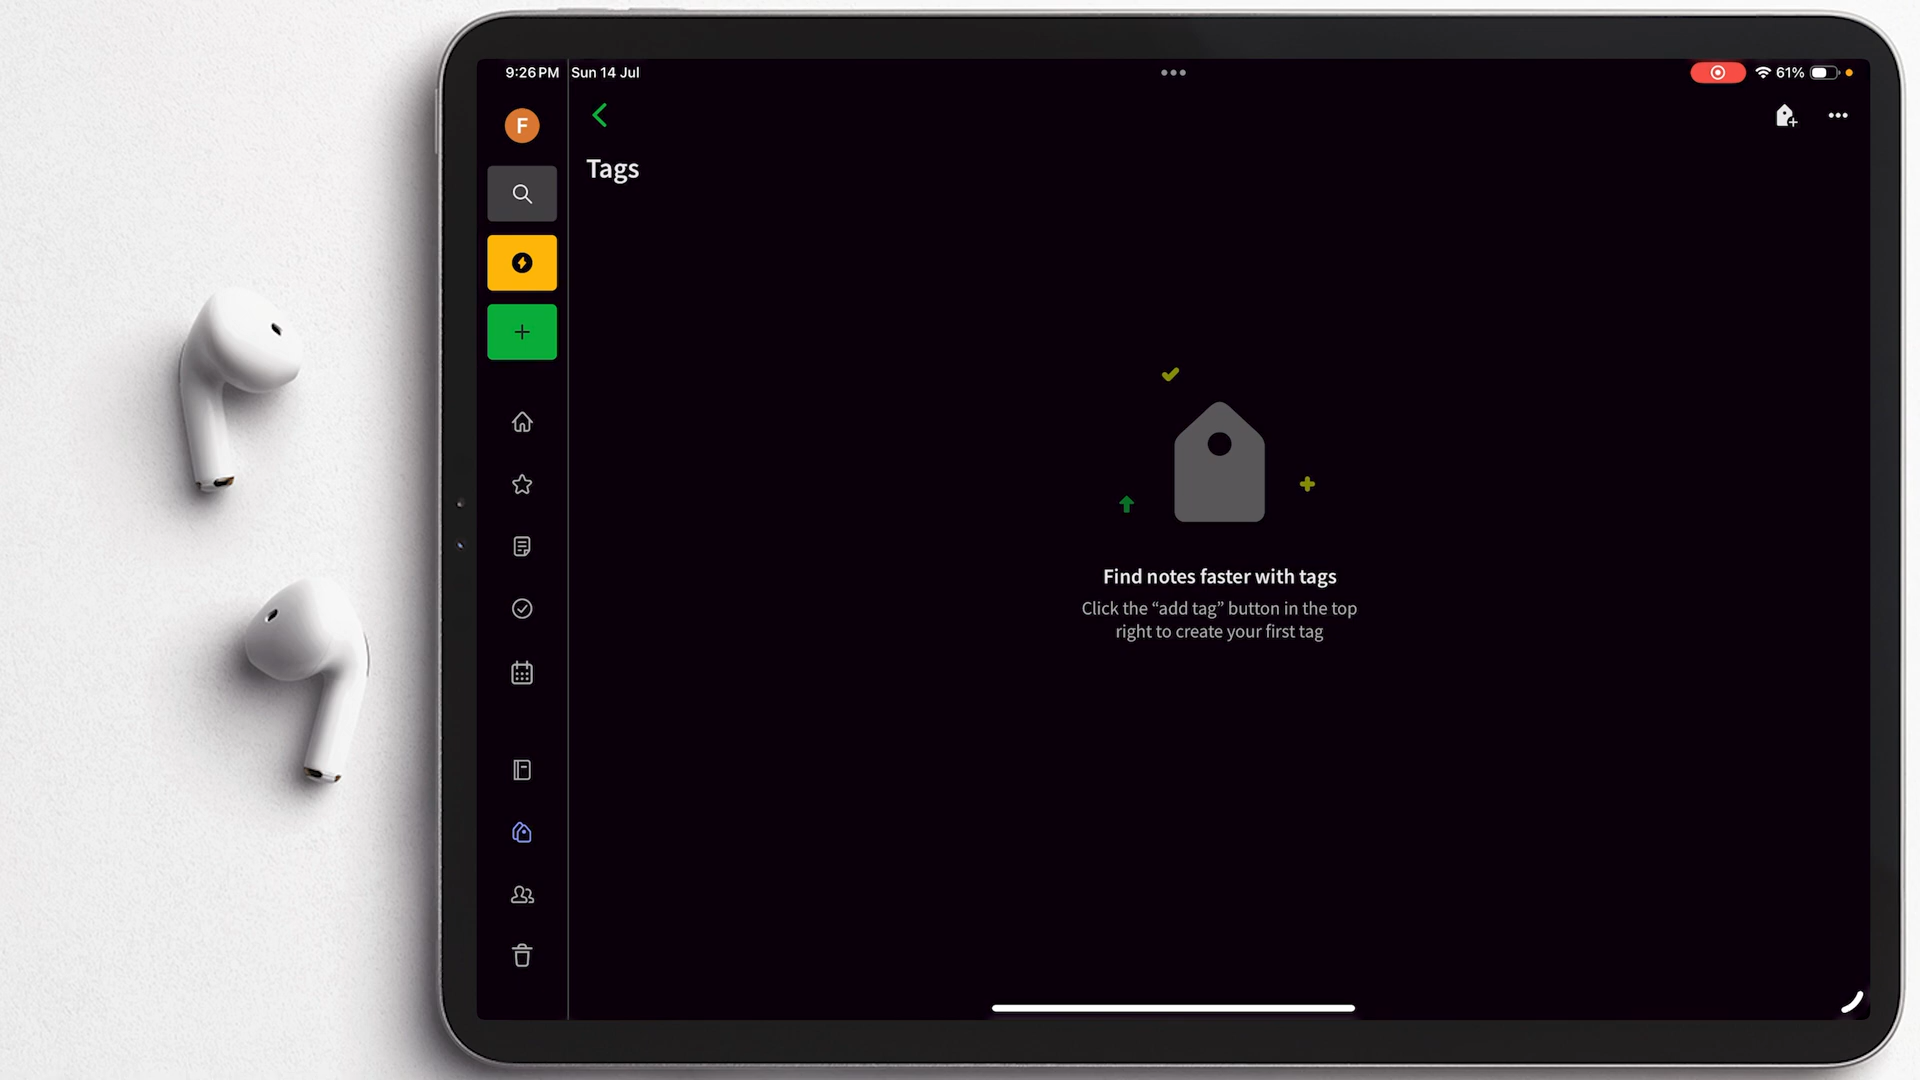 9:26 PM Sun 14 Jul
61%
F
Tags
Find notes faster with tags
Click the “add tag” button in the top
right to create your first tag